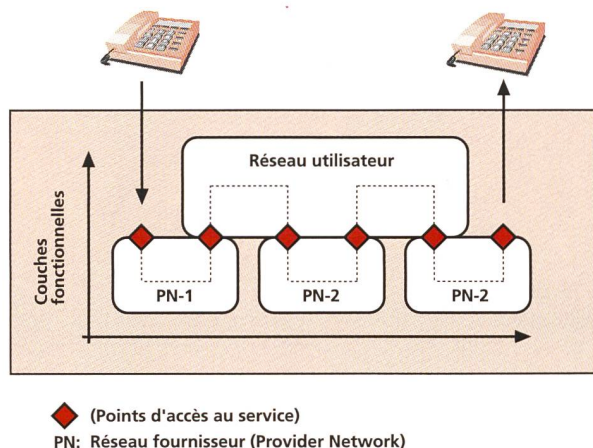 Réseau utilisateur
Couches
fonctionnelles
PN-1
PN-2
PN-2
(Points d'accès au service)
PN: Réseau fournisseur (Provider Network)